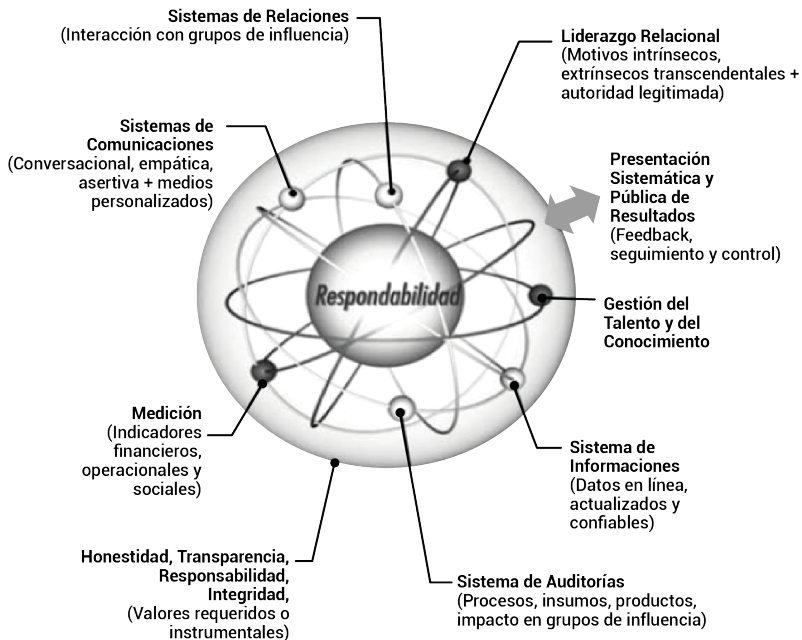 Sistemas de Relaciones
(Interacción con grupos de influencia)
Liderazgo Relacional
(Motivos intrínsecos,
extrínsecos transcendentales +
autoridad legitimada)
Sistemas de
Comunicaciones
(Conversacional, empática,
asertiva + medios
personalizados)
Presentación
Sistemática y
Pública de
Resultados
(Feedback,
seguimiento y control)
Respondabilidad
Gestión del
Talento y del
Conocimiento
Medición
(Indicadores
financieros,
operacionales y
sociales)
Sistema de
Informaciones
(Datos en línea,
actualizados y
confiables)
Honestidad, Transparencia,
Responsabilidad,
Integridad,
(Valores requeridos o
instrumentales)
Sistema de Auditorías
(Procesos, insumos, productos,
impacto en grupos de influencia)